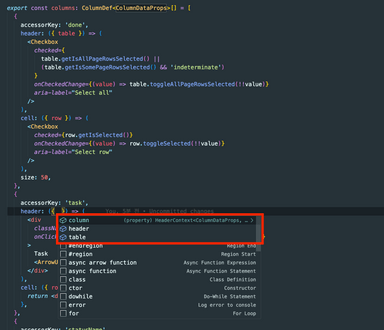 export const columns: ColumnDef<ColumnDataProps>[] = [
{
accessorKey: 'done',
header: ({ table }) => (
<Checkbox
checked={
table.getIsAllPageRowsSelected() ||
(table.getIsSomePageRowsSelected() && 'indeterminate')
}
onCheckedChange={(value) => table.toggleAllPageRowsSelected(!!value)}
aria-label="Select all"
/>
),
cell: ({ row }) => (
<Checkbox
checked={row.getIsSelected()}
onCheckedChange={(value) => row.toggleSelected(!!value)}
aria-label="Select row"
/>
),
size: 50,
},
{
accessorKey: 'task',
header: ({ }) => ( Uncommitted changes
<div column (property) HeaderContext<ColumnDataProps, …
classN header
onClic table
> #endregion Region End
Task #region Region Start
<ArrowU async arrow function Async Function Expression
</div> async function Async Function Statement
), class Class Definition
cell: ({ ro ctor Constructor
return <d dowhile Do-While Statement
}, error Log error to console
}, for For Loop
{